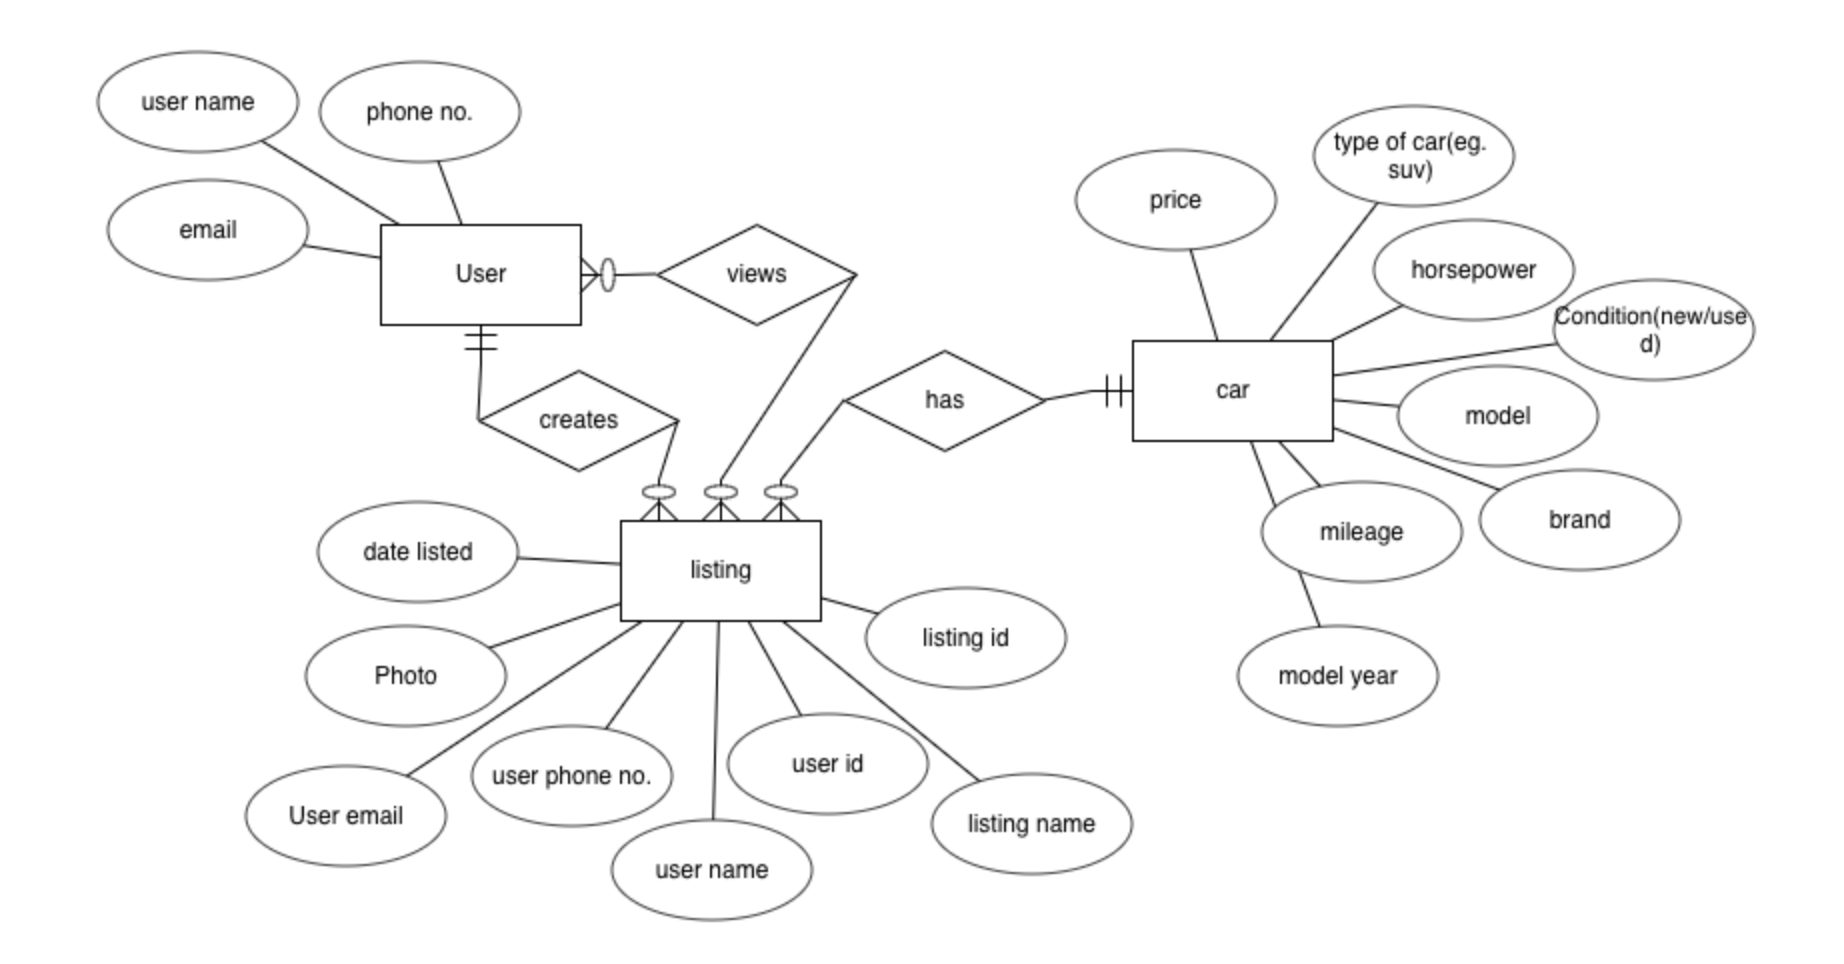 user name
phone no.
email
User
views
creates
has
price
type of car(eg.
suv)
horsepower
Condition(new/use
d)
car
model
brand
mileage
model year
date listed
listing
listing id
Photo
User email
user phone no.
user name
user id
listing name